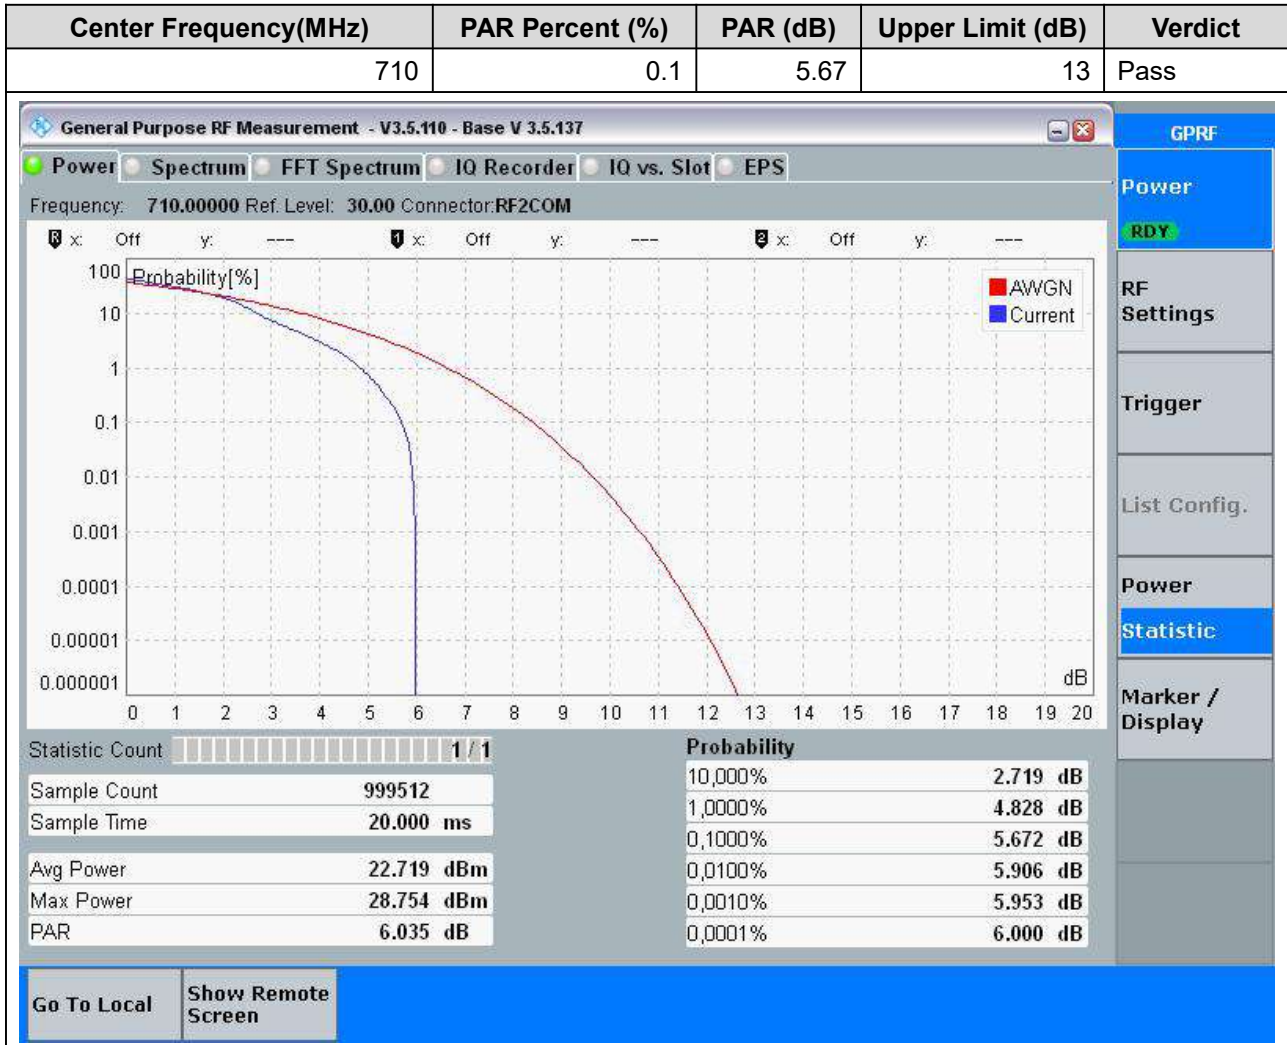 Center Frequency(MHz) PAR Percent (%) PAR (dB) Upper Limit (dB) Verdict
710 0.1 5.67 13 Pass
General Purpose RF Measurement - V3.5.110 - Base V 3.5.137
GPRF
Power Spectrum FFT Spectrum IQ Recorder IQ vs. Slot EPS
Frequency: 710.00000 Ref. Level: 30.00 Connector:RF2COM
R x: Off y: --- 1 x: Off y: --- 2 x: Off y: ---
Probability[%]
AWGN
Current
100
10
1
0.1
0.01
0.001
0.0001
0.00001
0.000001
dB
0 1 2 3 4 5 6 7 8 9 10 11 12 13 14 15 16 17 18 19 20
Statistic Count 1 / 1
Sample Count 999512
Sample Time 20.000 ms
Avg Power 22.719 dBm
Max Power 28.754 dBm
PAR 6.035 dB
Probability
10,000% 2.719 dB
1,0000% 4.828 dB
0,1000% 5.672 dB
0,0100% 5.906 dB
0,0010% 5.953 dB
0,0001% 6.000 dB
Power
RDY
RF
Settings
Trigger
List Config.
Power
Statistic
Marker /
Display
Go To Local
Show Remote
Screen